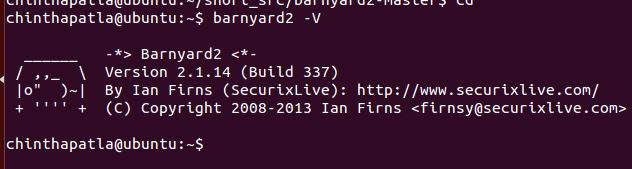 chinthapatla@ubuntu:~/short_src/barnyard2-Master$ cd
chinthapatla@ubuntu:~$ barnyard2 -V
  ______   -*> Barnyard2 <*-
 / ,,_  \  Version 2.1.14 (Build 337)
 |o"  )~|  By Ian Firns (SecurixLive): http://www.securixlive.com/
 + '''' +  (C) Copyright 2008-2013 Ian Firns <firnsy@securixlive.com>
chinthapatla@ubuntu:~$